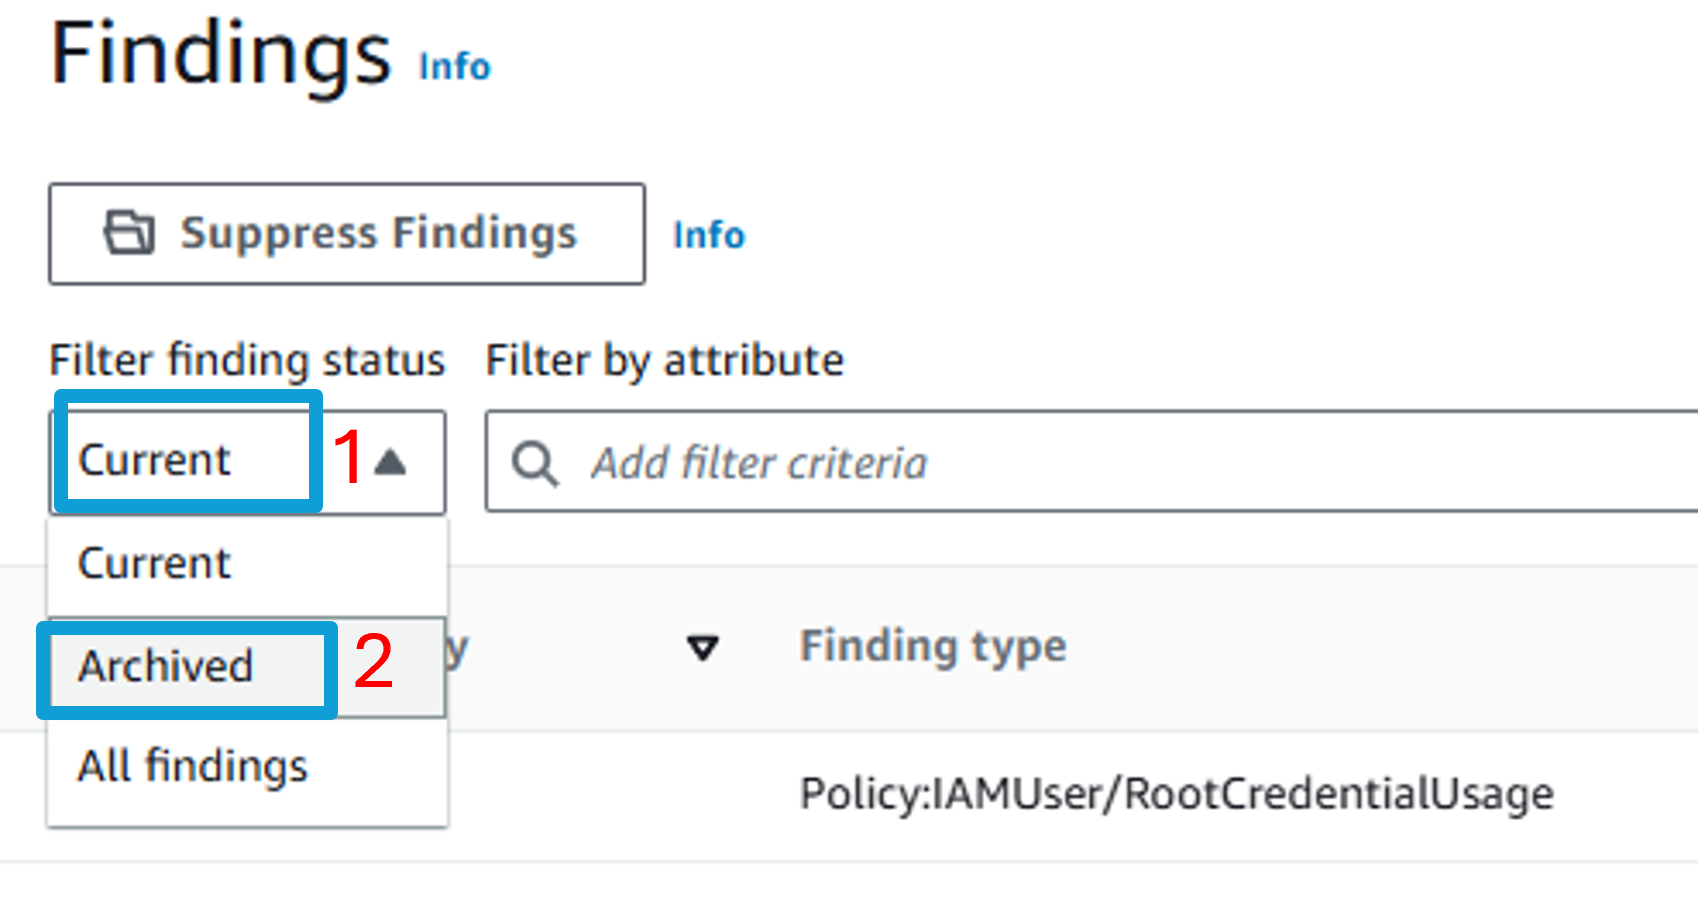 Findings Info
Suppress Findings Info
Filter finding status Filter by attribute
Current 1 Add filter criteria
Current
Archived 2 y Finding type
All findings
Policy:IAMUser/RootCredentialUsage